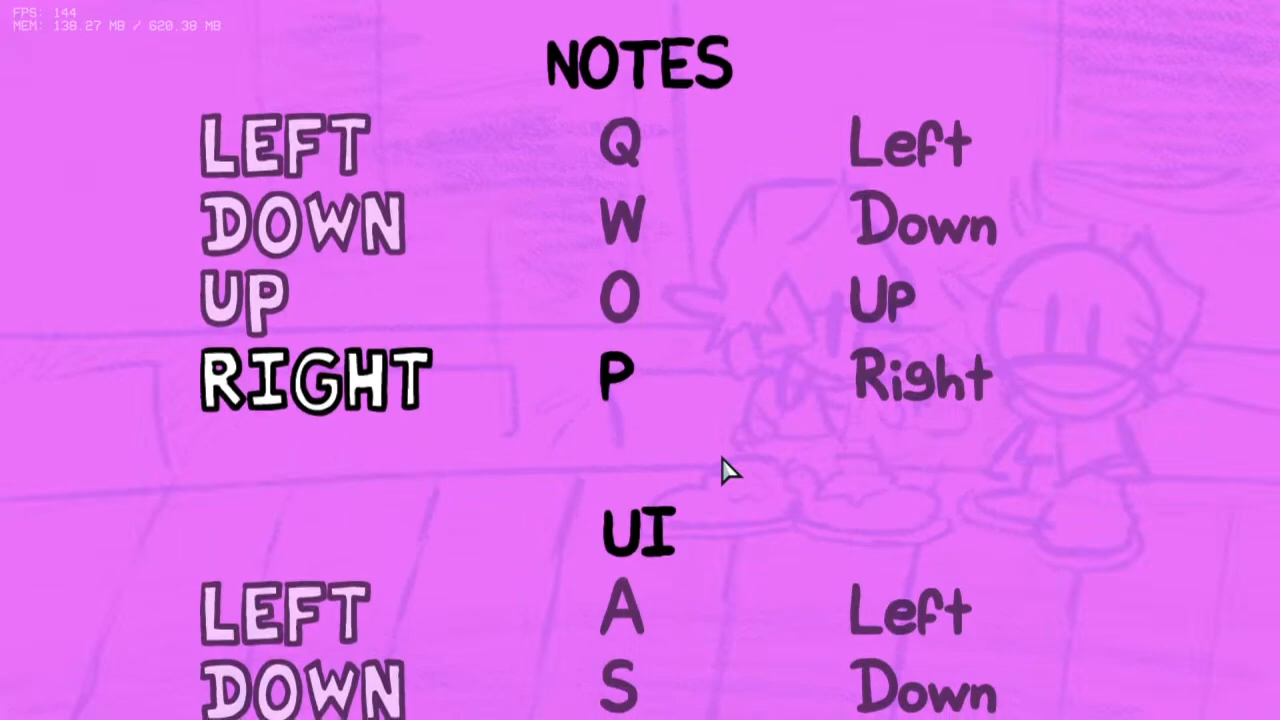 FPS: 144
MEM: 138.27 MB / 620.38 MB
NOTES
LEFT Q Left
DOWN W Down
UP O Up
RIGHT P Right
UI
LEFT A Left
DOWN S Down